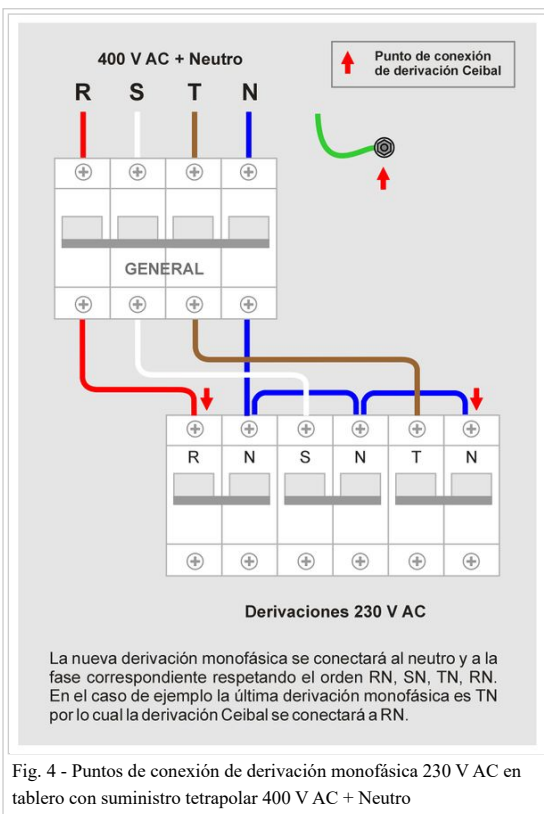 400 V AC + Neutro
Punto de conexión
de derivación Ceibal
R S T N
GENERAL
R N S N T N
Derivaciones 230 V AC
La nueva derivación monofásica se conectará al neutro y a la
fase correspondiente respetando el orden RN, SN, TN, RN.
En el caso de ejemplo la última derivación monofásica es TN
por lo cual la derivación Ceibal se conectará a RN.
Fig. 4 - Puntos de conexión de derivación monofásica 230 V AC en
tablero con suministro tetrapolar 400 V AC + Neutro